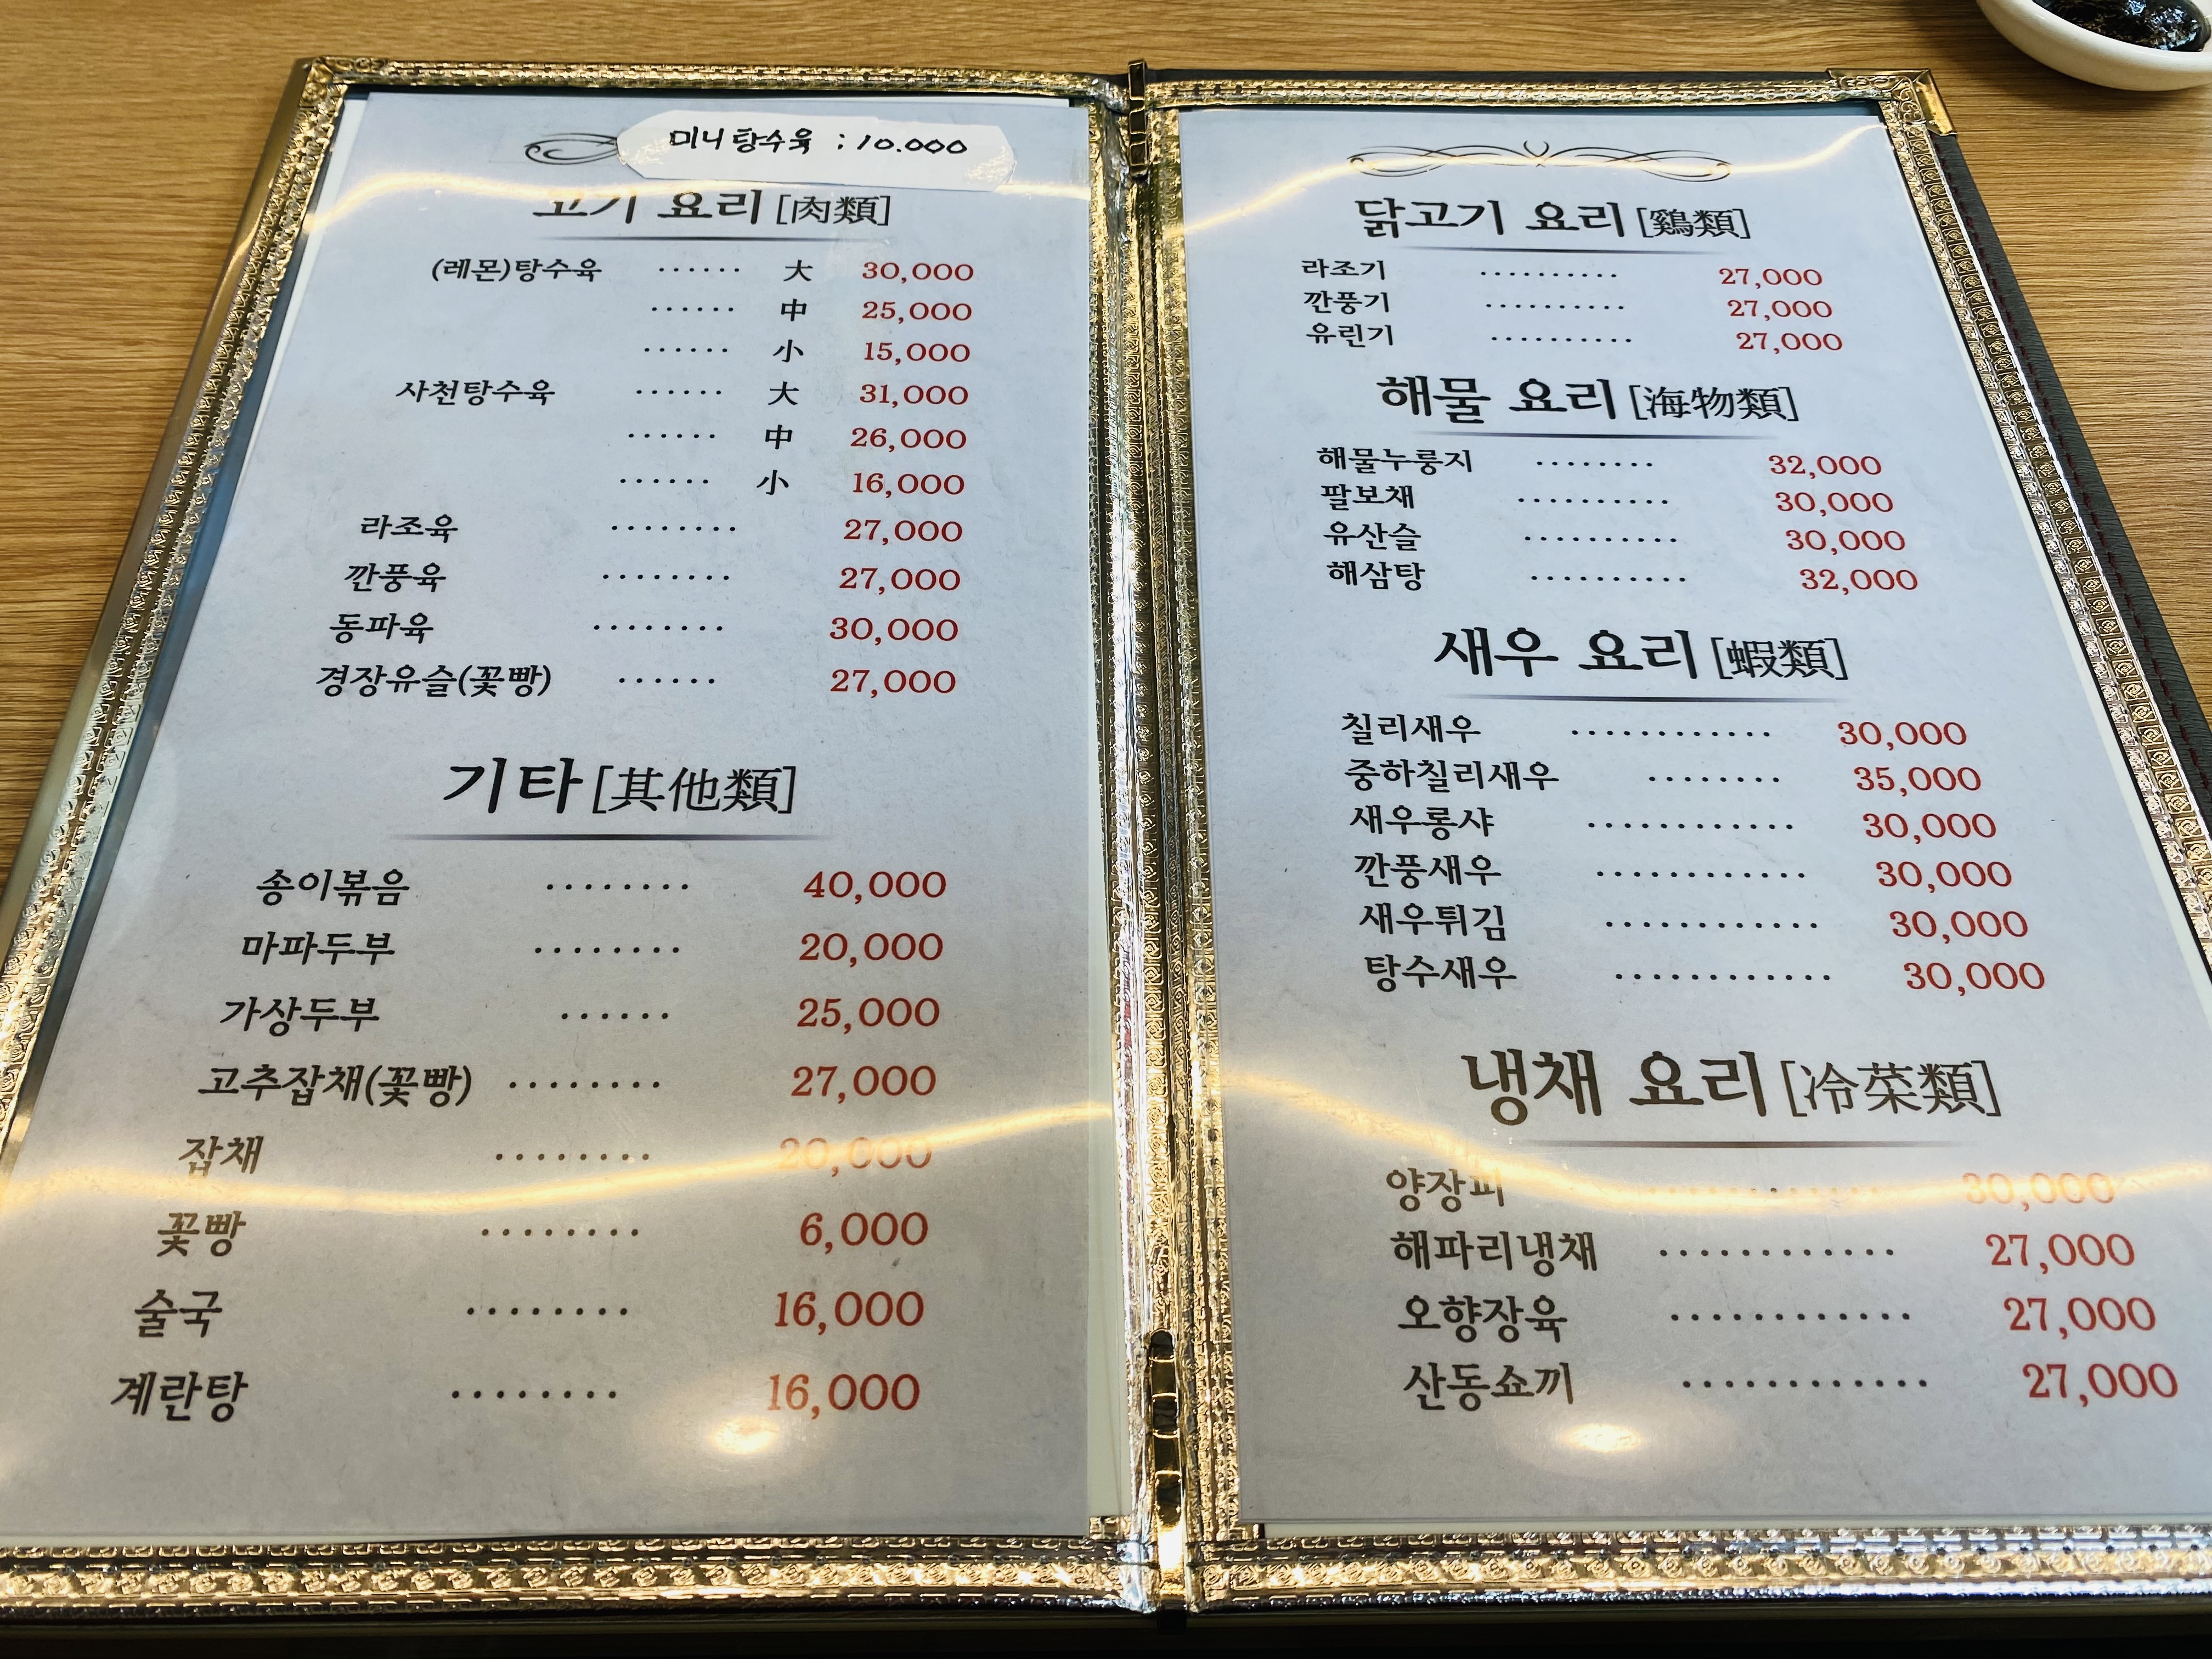 미니탕수육 : 10.000
고기 요리 [肉類]
(레몬)탕수육 ······ 大 30,000
······ 中 25,000
······ 小 15,000
사천탕수육 ······ 大 31,000
······ 中 26,000
······ 小 16,000
라조육 ········ 27,000
깐풍육 ········ 27,000
동파육 ········ 30,000
경장유슬(꽃빵) ······ 27,000
기타 [其他類]
송이볶음 ········ 40,000
마파두부 ········ 20,000
가상두부 ······ 25,000
고추잡채(꽃빵) ········ 27,000
잡채 ········ 20,000
꽃빵 ········ 6,000
술국 ········ 16,000
계란탕 ········ 16,000
닭고기 요리 [鷄類]
라조기 ·········· 27,000
깐풍기 ·········· 27,000
유린기 ·········· 27,000
해물 요리 [海物類]
해물누룽지 ········ 32,000
팔보채 ·········· 30,000
유산슬 ·········· 30,000
해삼탕 ·········· 32,000
새우 요리 [蝦類]
칠리새우 ············ 30,000
중하칠리새우 ········ 35,000
새우롱샤 ············ 30,000
깐풍새우 ············ 30,000
새우튀김 ············ 30,000
탕수새우 ············ 30,000
냉채 요리 [冷菜類]
양장피 ············ 30,000
해파리냉채 ············ 27,000
오향장육 ············ 27,000
산동쇼끼 ············ 27,000